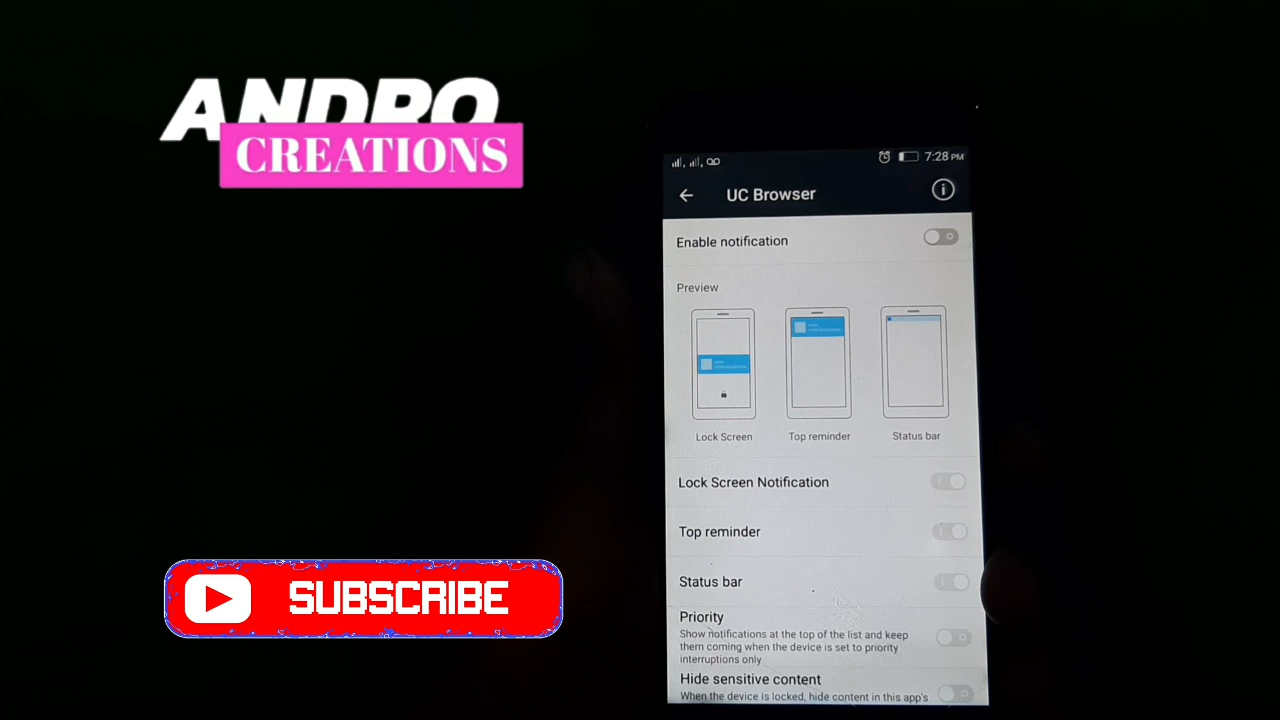 ANDRO
CREATIONS
SUBSCRIBE
7:28 PM
UC Browser
Enable notification
Preview
Lock Screen
Top reminder
Status bar
Lock Screen Notification
Top reminder
Status bar
Priority
Show notifications at the top of the list and keep
them coming when the device is set to priority
interruptions only
Hide sensitive content
When the device is locked, hide content in this app's